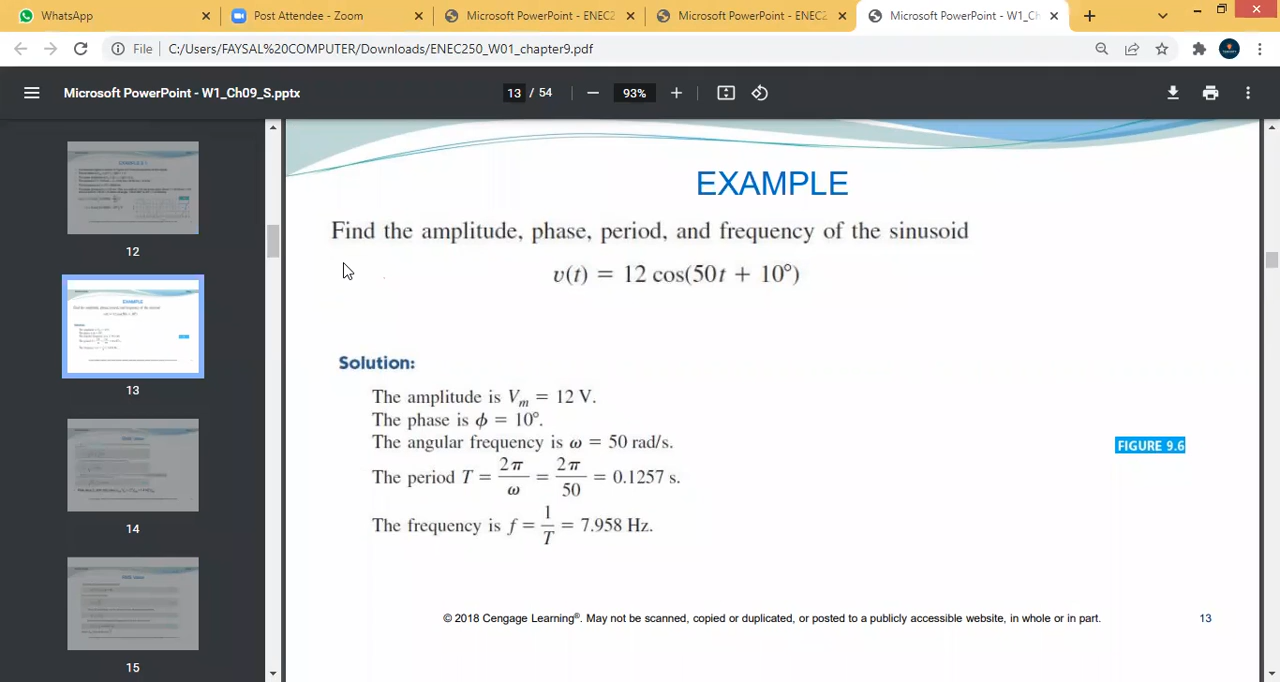 WhatsApp
Post Attendee - Zoom
Microsoft PowerPoint - ENEC2
Microsoft PowerPoint - ENEC2
Microsoft PowerPoint - W1_Ch
File
C:/Users/FAYSAL%20COMPUTER/Downloads/ENEC250_W01_chapter9.pdf
Microsoft PowerPoint - W1_Ch09_S.pptx
13 / 54
93%
12
13
14
15
EXAMPLE
Find the amplitude, phase, period, and frequency of the sinusoid
v(t) = 12 cos(50t + 10°)
Solution:
The amplitude is Vm = 12 V.
The phase is ϕ = 10°.
The angular frequency is ω = 50 rad/s.
The period T = 2π/ω = 2π/50 = 0.1257 s.
The frequency is f = 1/T = 7.958 Hz.
FIGURE 9.6
© 2018 Cengage Learning®. May not be scanned, copied or duplicated, or posted to a publicly accessible website, in whole or in part.
13